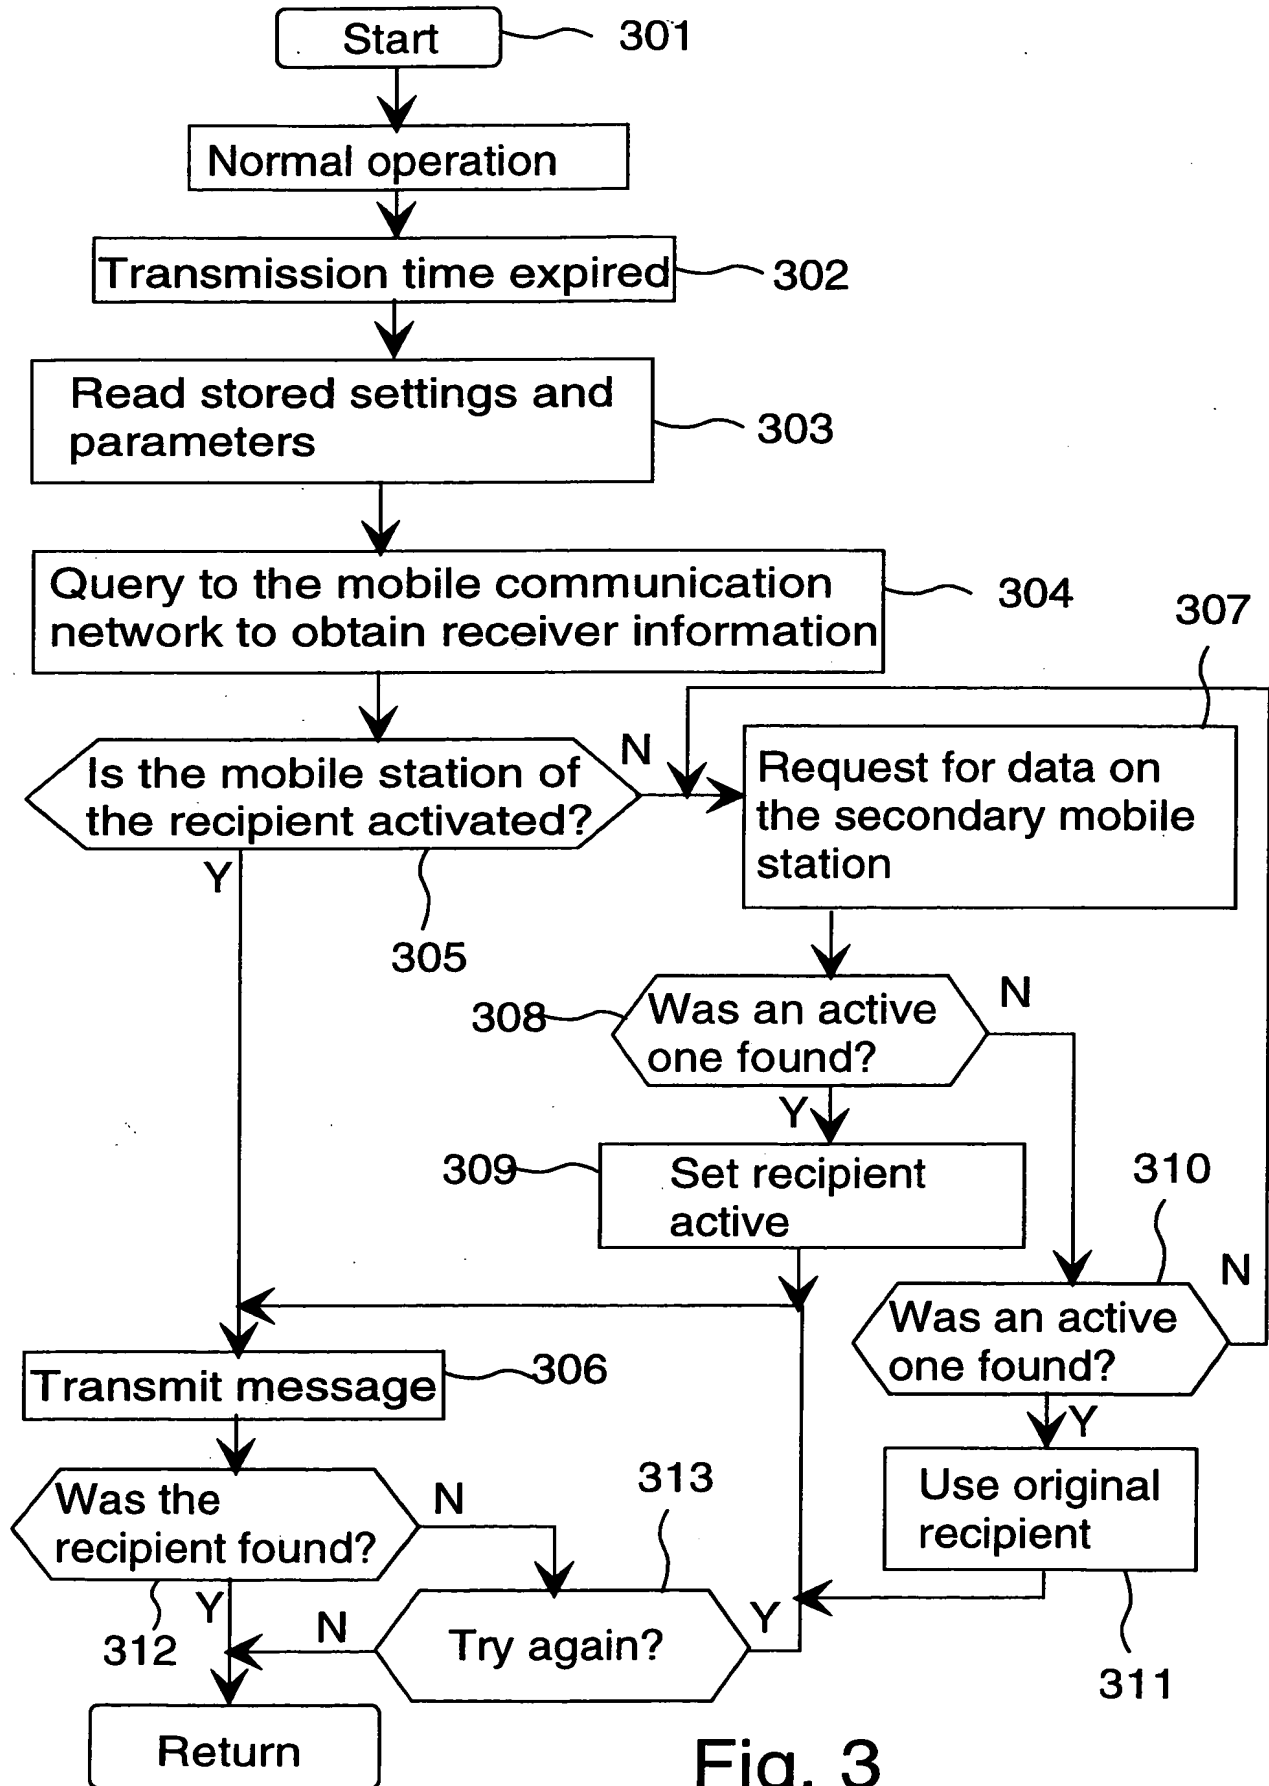 Start
301
Normal operation
Transmission time expired
302
Read stored settings and
parameters
303
Query to the mobile communication
network to obtain receiver information
304
307
Is the mobile station of
the recipient activated?
N
Y
305
Request for data on
the secondary mobile
station
308
Was an active
one found?
N
Y
309
Set recipient
active
310
N
Was an active
one found?
Y
Transmit message
306
Use original
recipient
311
Was the
recipient found?
N
Y
312
313
Try again?
N
Y
Return
Fig. 3